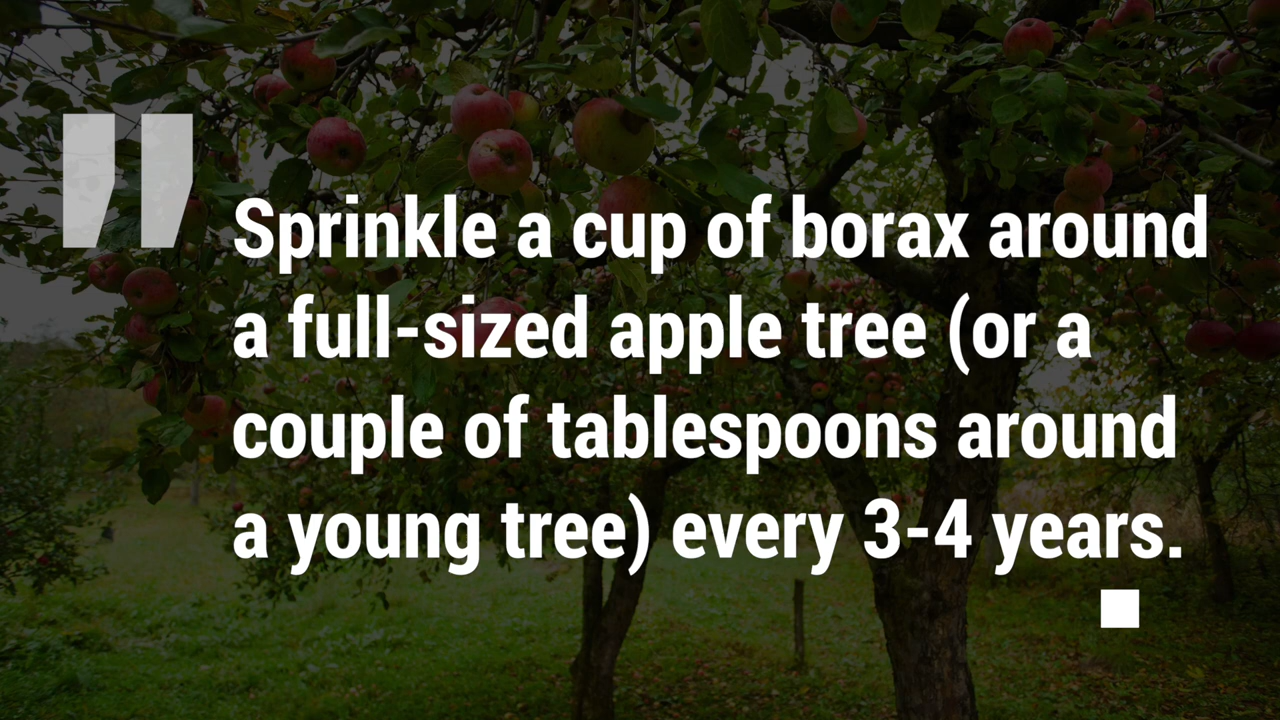 "
Sprinkle a cup of borax around
a full-sized apple tree (or a
couple of tablespoons around
a young tree) every 3-4 years.